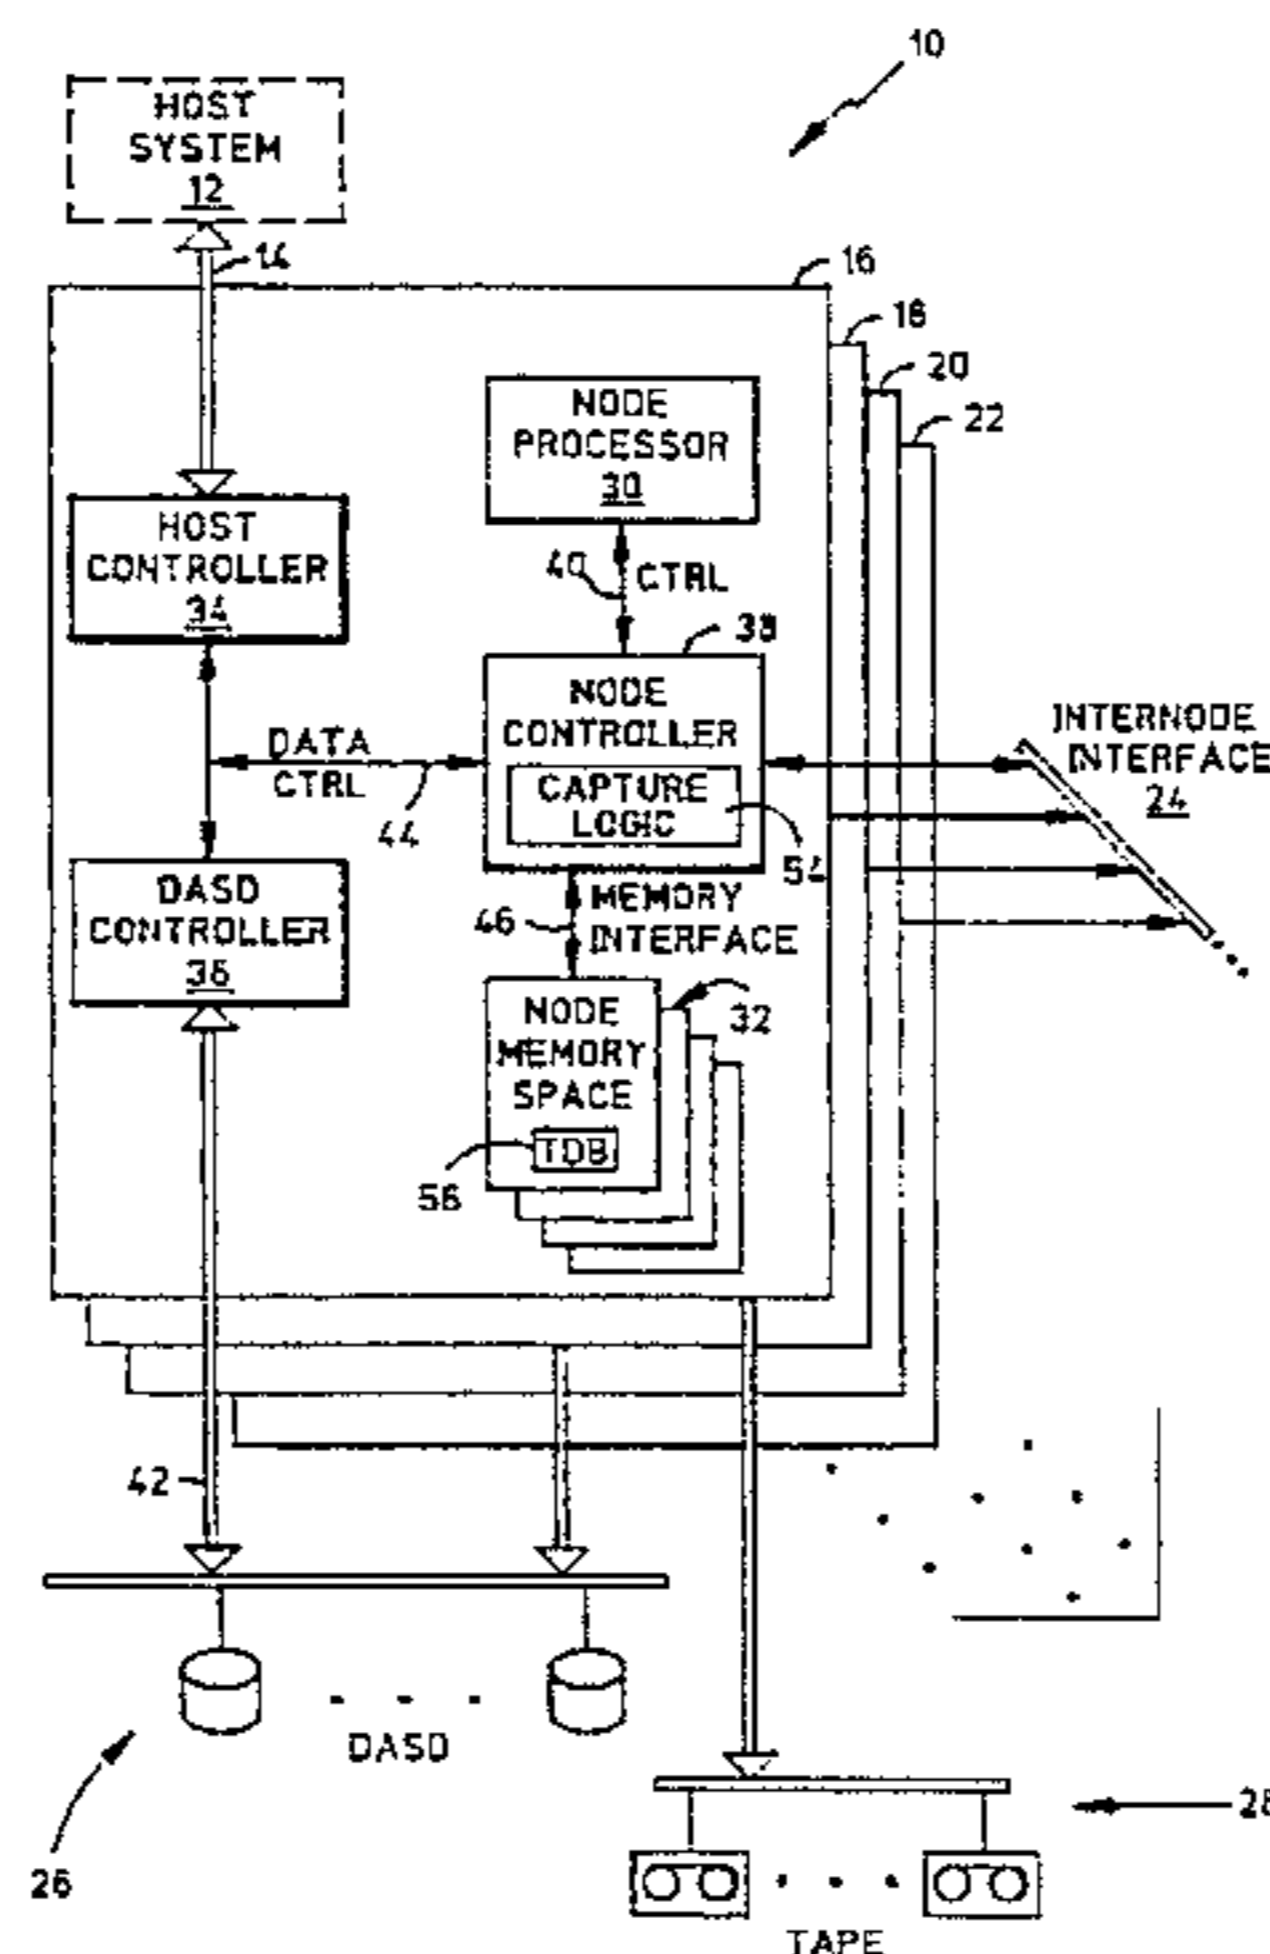 10
HOST
SYSTEM
12
14
16
18
20
22
NODE
PROCESSOR
30
HOST
CONTROLLER
34
40
CTRL
38
NODE
CONTROLLER
DATA
CTRL
44
CAPTURE
LOGIC
54
INTERNODE
INTERFACE
24
DASD
CONTROLLER
36
46
MEMORY
INTERFACE
32
NODE
MEMORY
SPACE
TDB
56
42
DASD
26
28
TAPE